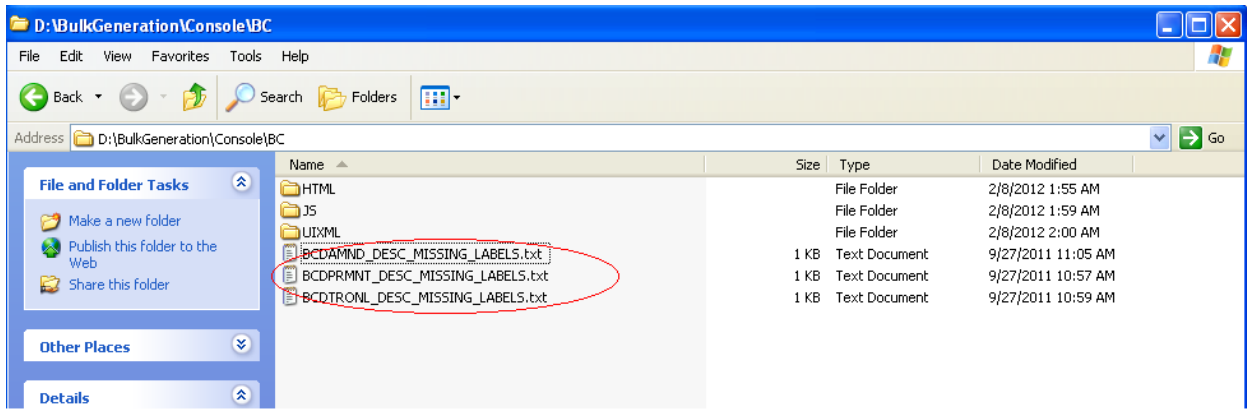 D:\BulkGeneration\Console\BC
File Edit View Favorites Tools Help
Back Search Folders
Address D:\BulkGeneration\Console\BC Go
Name Size Type Date Modified
File and Folder Tasks
Make a new folder
Publish this folder to the
Web
Share this folder
Other Places
Details
HTML File Folder 2/8/2012 1:55 AM
JS File Folder 2/8/2012 1:59 AM
UIXML File Folder 2/8/2012 2:00 AM
BCDAMND_DESC_MISSING_LABELS.txt 1 KB Text Document 9/27/2011 11:05 AM
BCDPRMNT_DESC_MISSING_LABELS.txt 1 KB Text Document 9/27/2011 10:57 AM
BCDTRONL_DESC_MISSING_LABELS.txt 1 KB Text Document 9/27/2011 10:59 AM